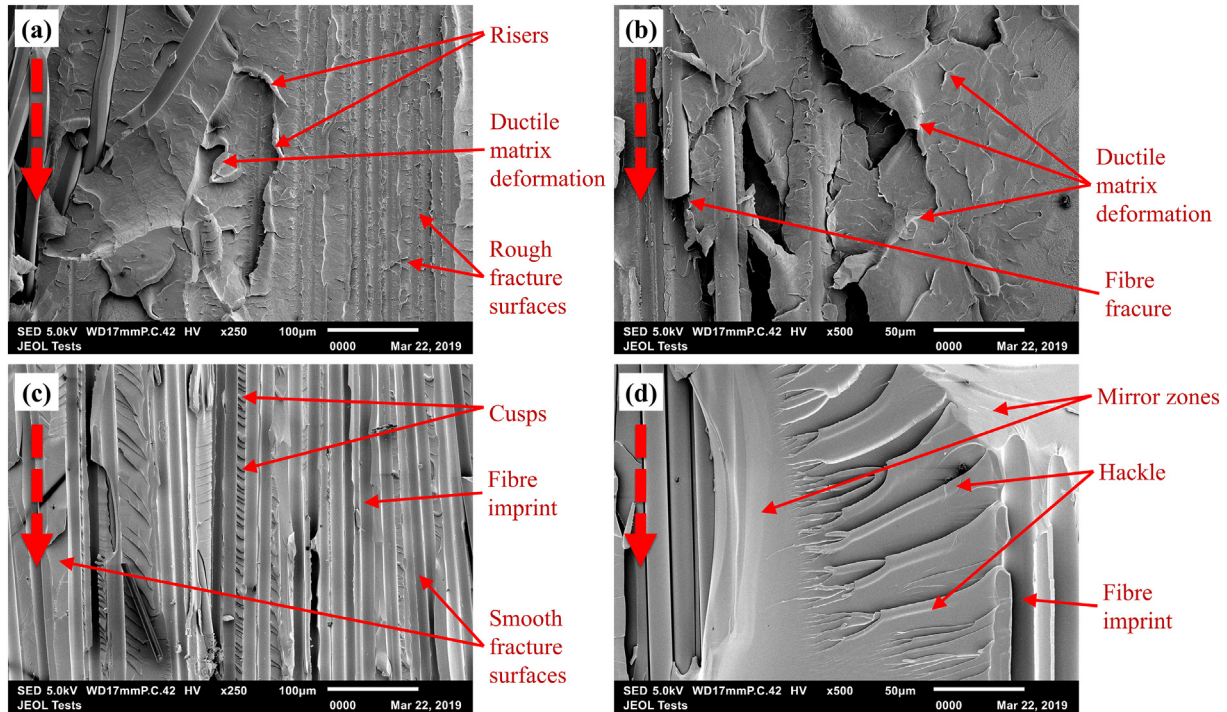 (a)
Risers
Ductile
matrix
deformation
Rough
fracture
surfaces
SED 5.0kV WD17mmP.C.42 HV x250 100µm
JEOL Tests 0000 Mar 22, 2019
(b)
Ductile
matrix
deformation
Fibre
fracure
SED 5.0kV WD17mmP.C.42 HV x500 50µm
JEOL Tests 0000 Mar 22, 2019
(c)
Cusps
Fibre
imprint
Smooth
fracture
surfaces
SED 5.0kV WD17mmP.C.42 HV x250 100µm
JEOL Tests 0000 Mar 22, 2019
(d)
Mirror zones
Hackle
Fibre
imprint
SED 5.0kV WD17mmP.C.42 HV x500 50µm
JEOL Tests 0000 Mar 22, 2019